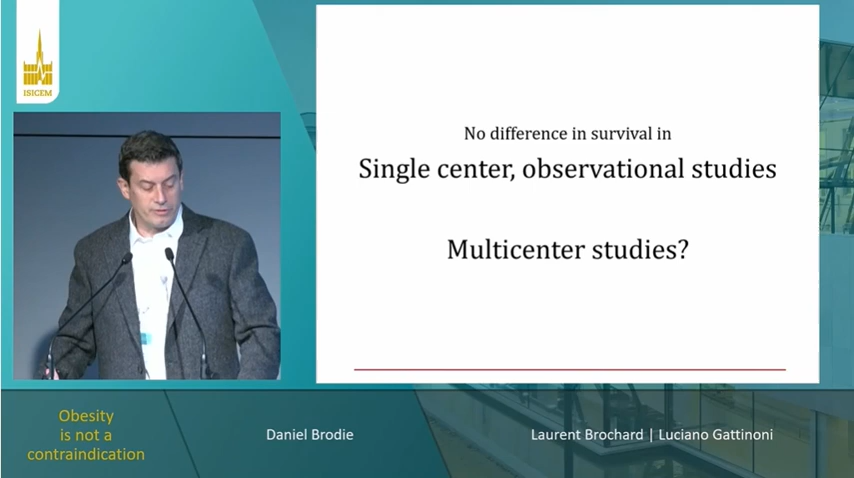 ISICEM
No difference in survival in
Single center, observational studies
Multicenter studies?
Obesity
is not a
contraindication
Daniel Brodie
Laurent Brochard | Luciano Gattinoni